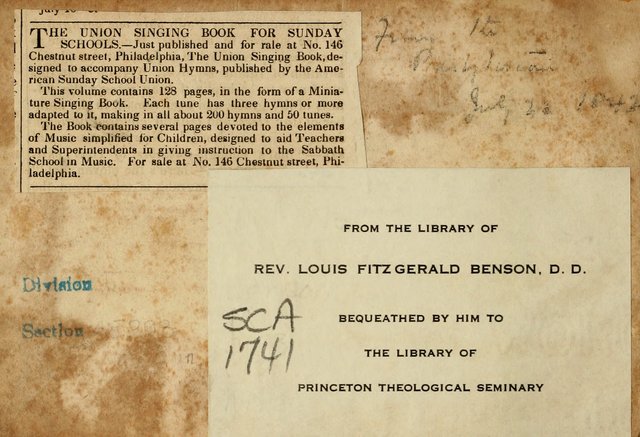 THE UNION SINGING BOOK FOR SUNDAY
SCHOOLS.—Just published and for rale at No. 146
Chestnut street, Philadelphia, The Union Singing Book, de-
signed to accompany Union Hymns, published by the Ame-
rican Sunday School Union.
This volume contains 128 pages, in the form of a Minia-
ture Singing Book. Each tune has three hymns or more
adapted to it, making in all about 200 hymns and 50 tunes.
The Book contains several pages devoted to the elements
of Music simplified for Children, designed to aid Teachers
and Superintendents in giving instruction to the Sabbath
School in Music. For sale at No. 146 Chestnut street, Phi-
ladelphia.
From the
July
FROM THE LIBRARY OF
REV. LOUIS FITZGERALD BENSON, D. D.
BEQUEATHED BY HIM TO
THE LIBRARY OF
PRINCETON THEOLOGICAL SEMINARY
SCA
1741
Division
Section